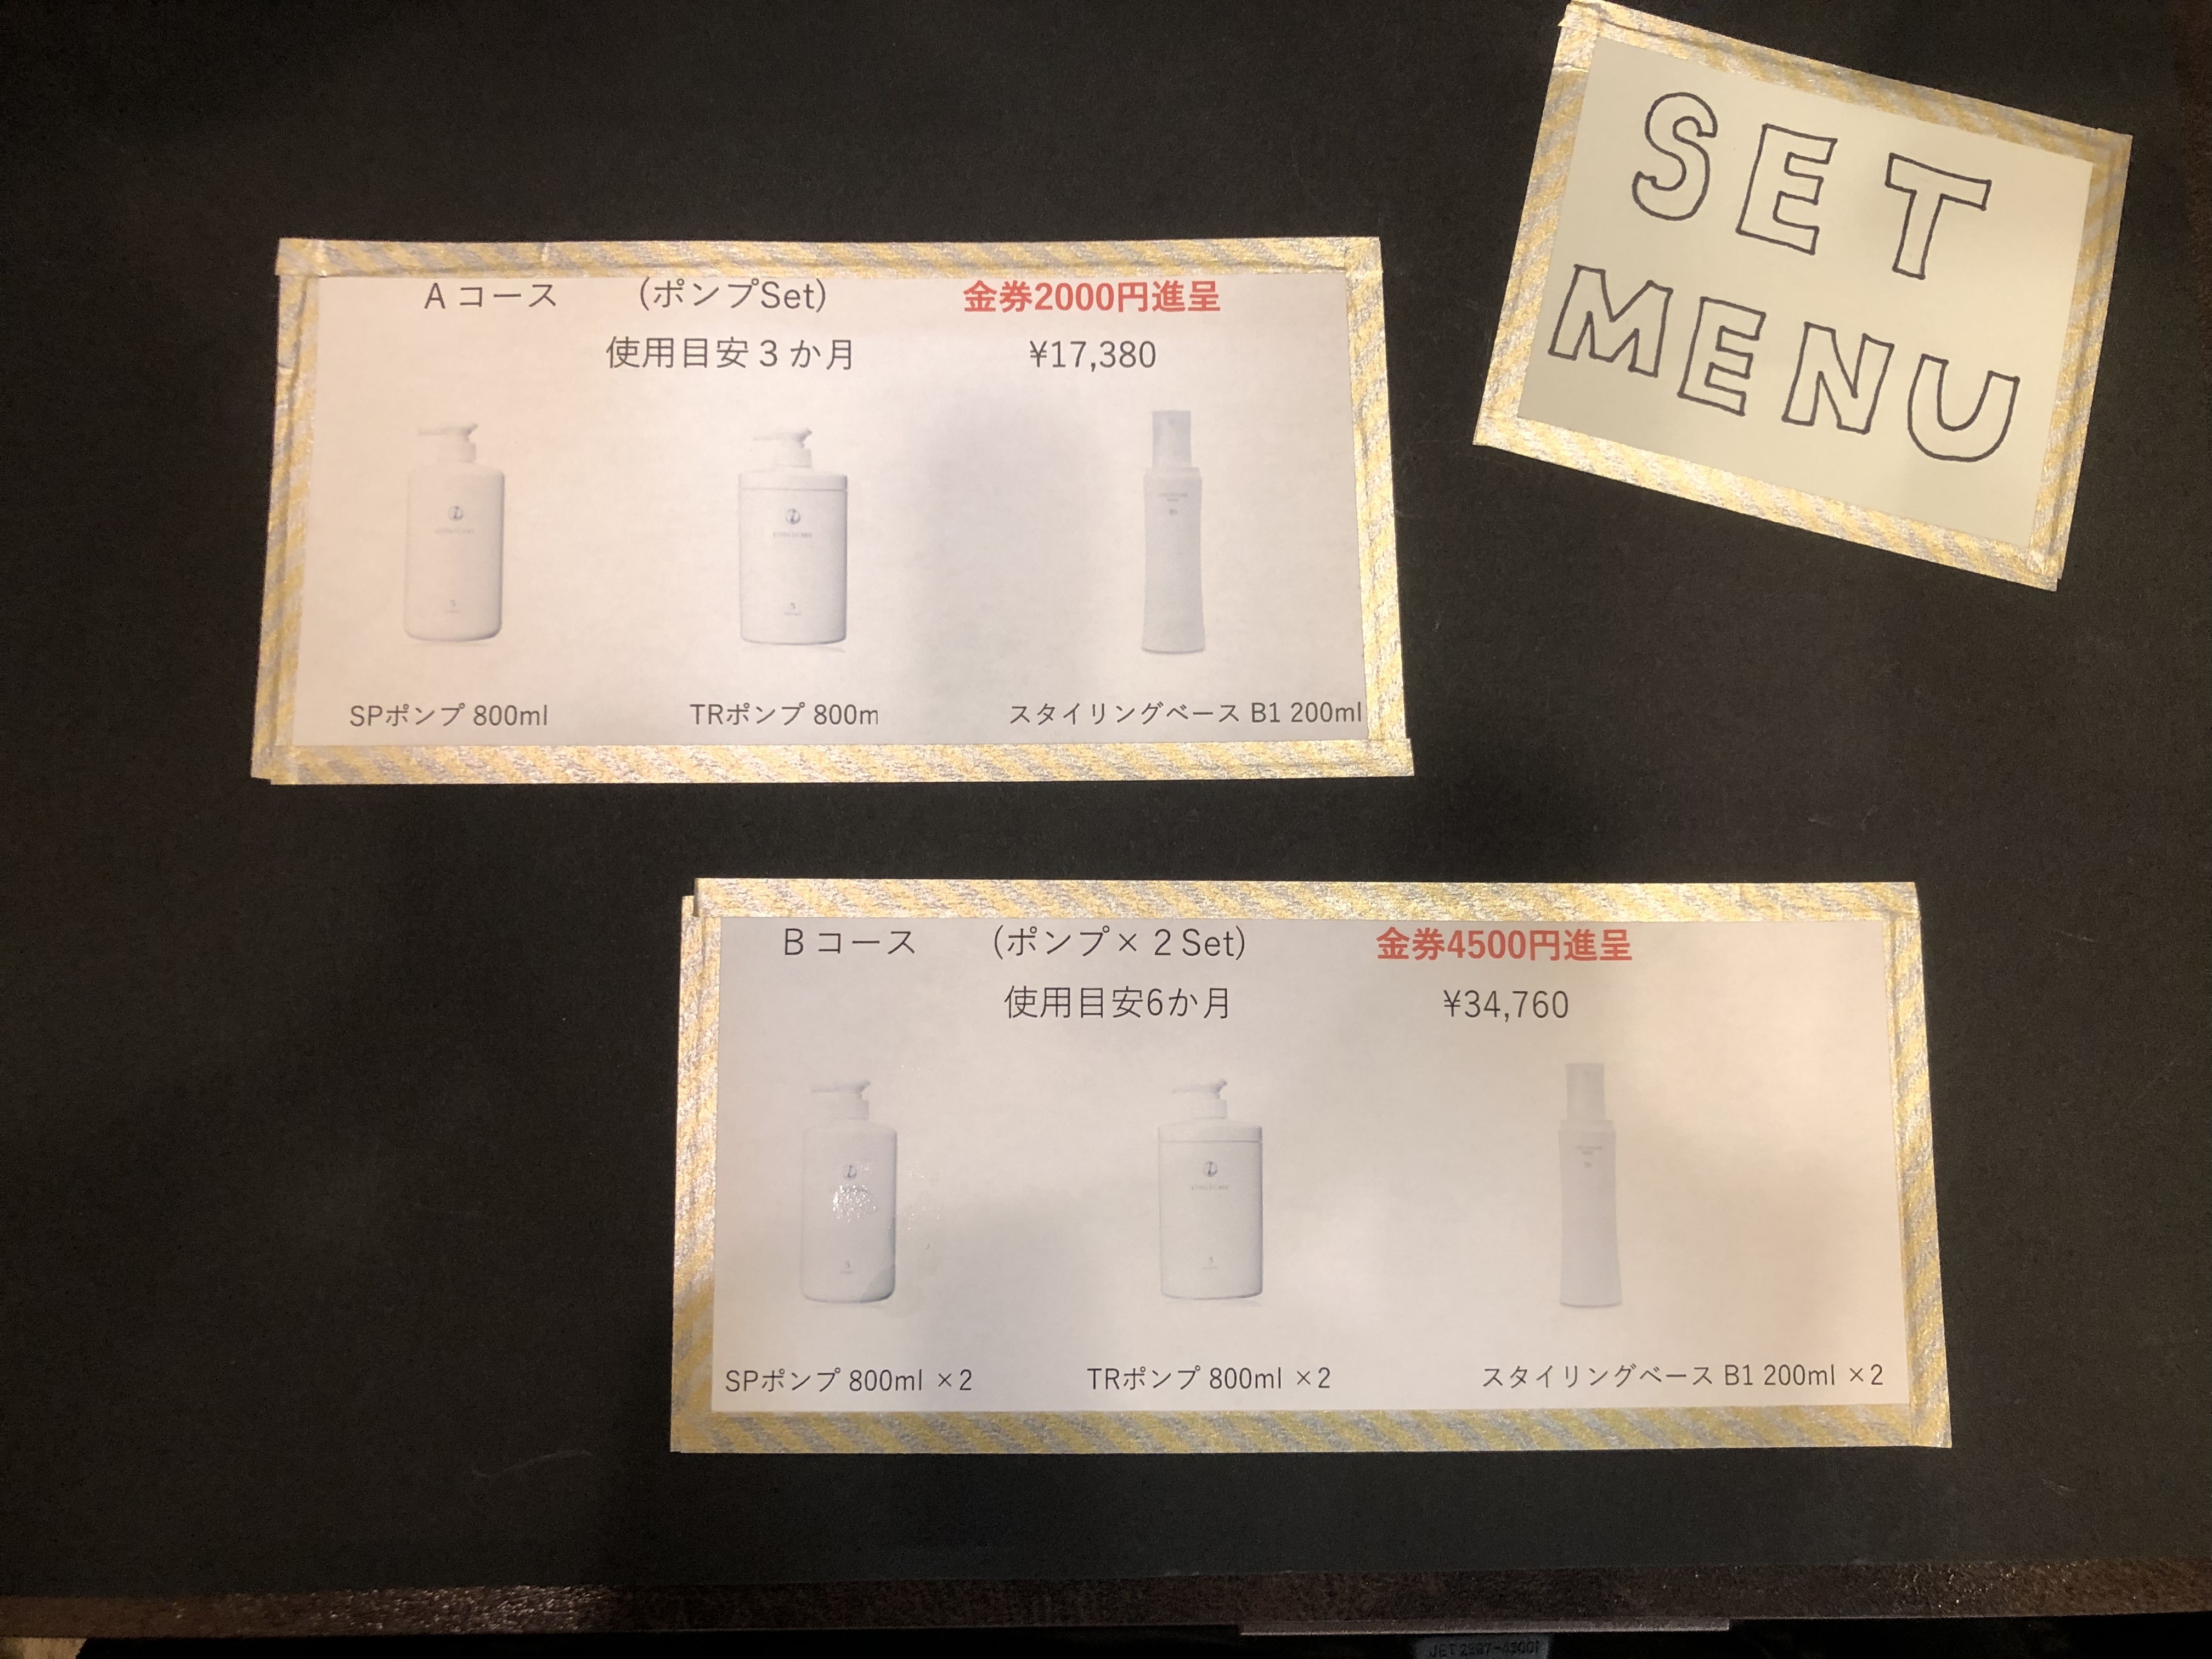 SET
MENU
A コース (ポンプSet) 金券2000円進呈
使用目安３か月 ¥17,380
SPポンプ 800ml TRポンプ 800m スタイリングベース B1 200ml
B コース (ポンプ×２Set) 金券4500円進呈
使用目安6か月 ¥34,760
SPポンプ 800ml ×2 TRポンプ 800ml ×2 スタイリングベース B1 200ml ×2